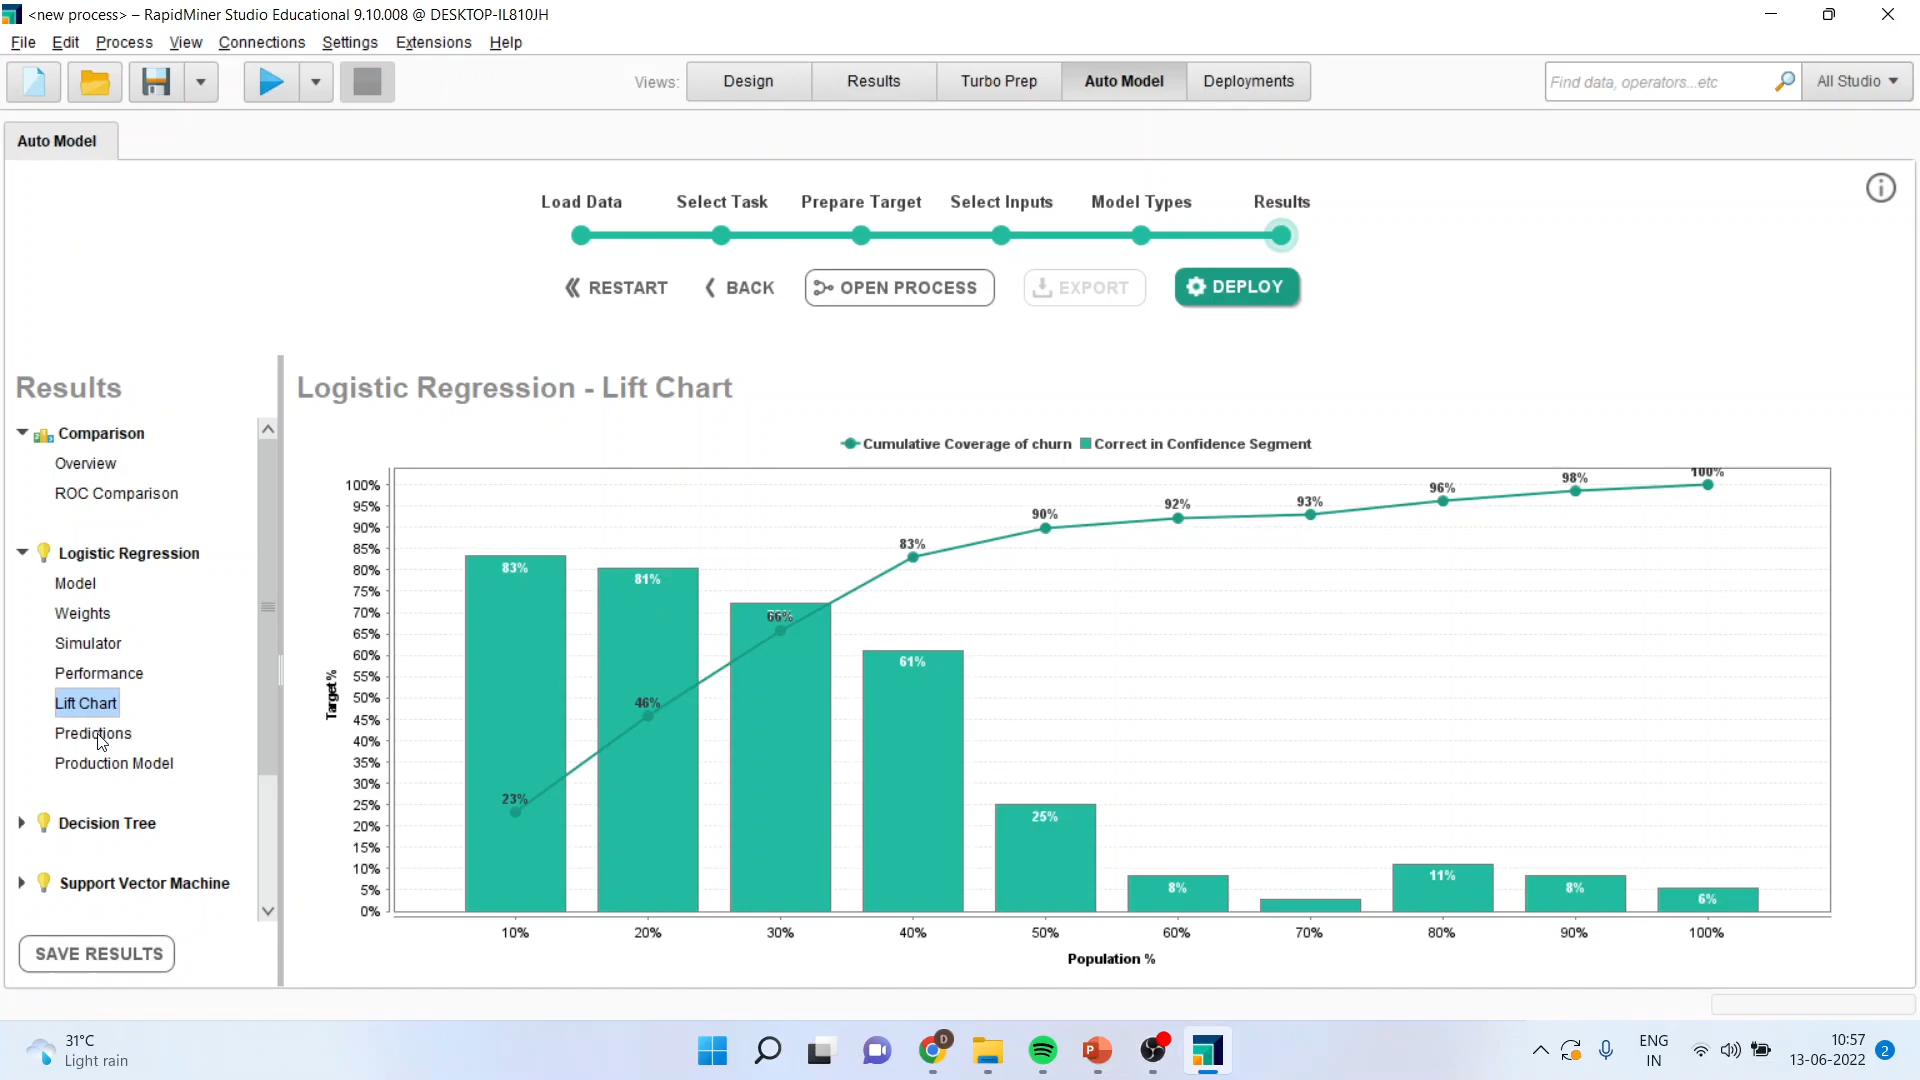 <new process> – RapidMiner Studio Educational 9.10.008 @ DESKTOP-IL810JH
File Edit Process View Connections Settings Extensions Help
Views: Design Results Turbo Prep Auto Model Deployments
Find data, operators...etc
All Studio
Auto Model
Load Data Select Task Prepare Target Select Inputs Model Types Results
RESTART BACK OPEN PROCESS EXPORT DEPLOY
Results
Comparison
Overview
ROC Comparison
Logistic Regression
Model
Weights
Simulator
Performance
Lift Chart
Predictions
Production Model
Decision Tree
Support Vector Machine
SAVE RESULTS
Logistic Regression - Lift Chart
Cumulative Coverage of churn Correct in Confidence Segment
Target %
100%
95%
90%
85%
80%
75%
70%
65%
60%
55%
50%
45%
40%
35%
30%
25%
20%
15%
10%
5%
0%
83% 81% 61% 25% 8% 11% 8% 6%
23% 46% 66% 83% 90% 92% 93% 96% 98% 100%
10% 20% 30% 40% 50% 60% 70% 80% 90% 100%
Population %
31°C
Light rain
D
P
ENG
IN
10:57
13-06-2022
2